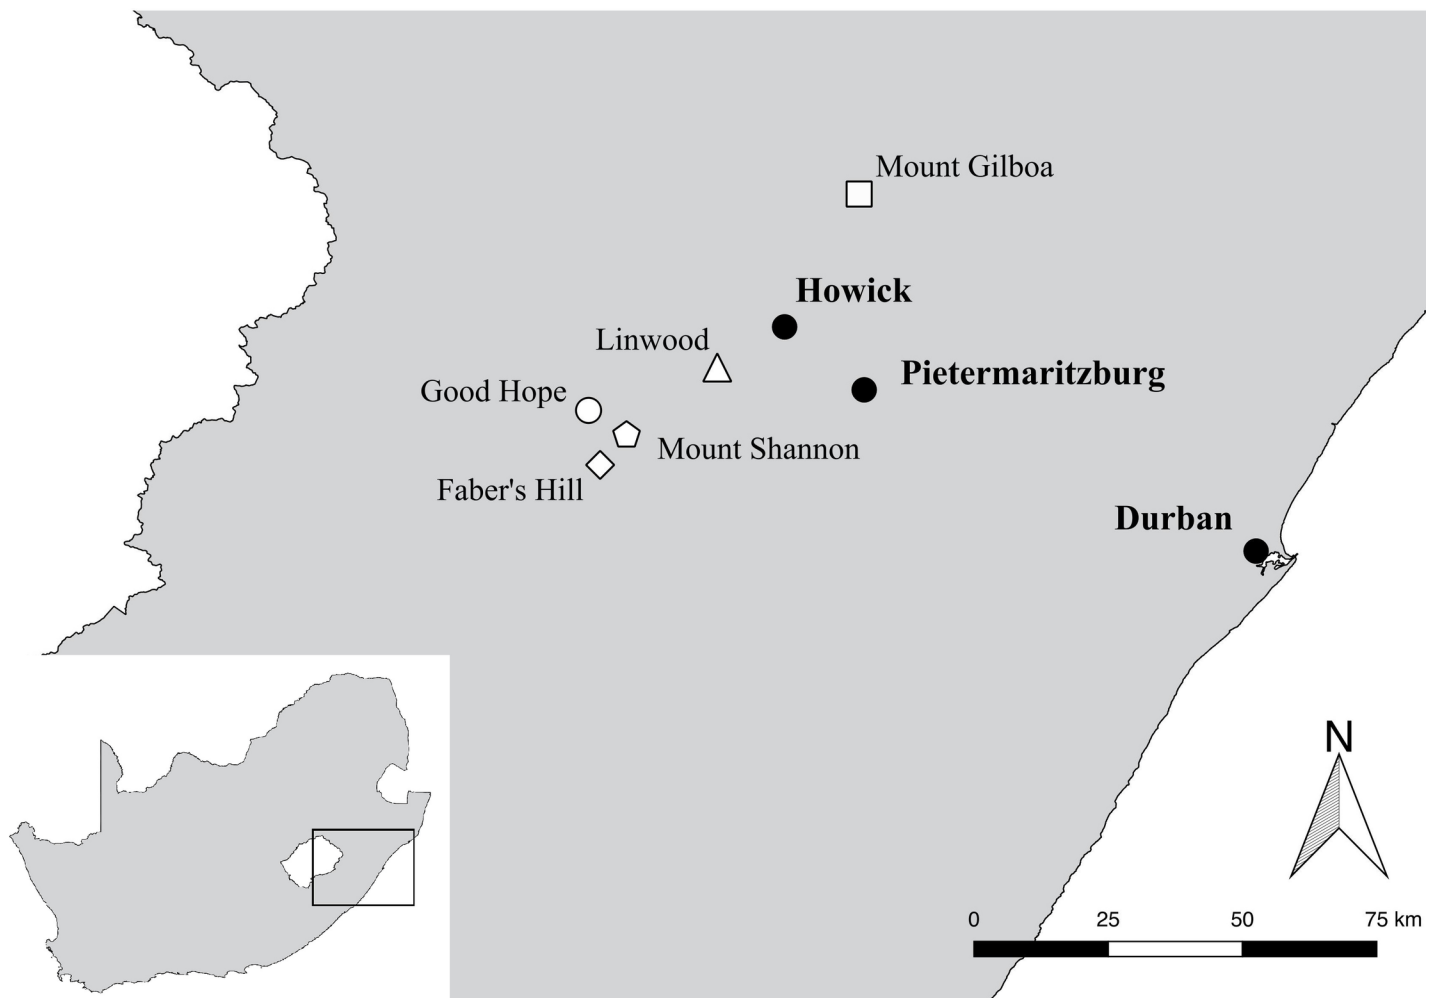 Mount Gilboa
Howick
Linwood
Pietermaritzburg
Good Hope
Mount Shannon
Faber's Hill
Durban
N
0 25 50 75 km